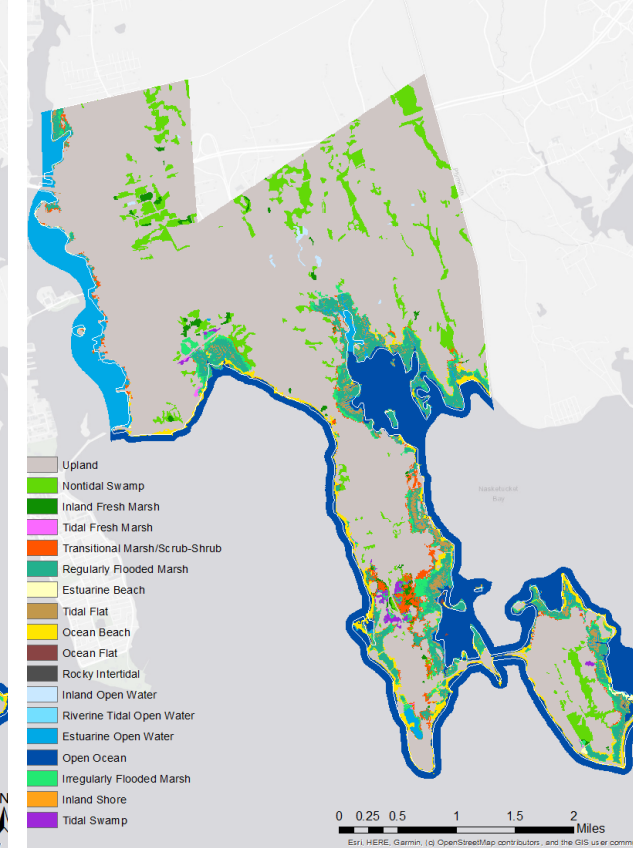 Nasketucket
Bay
Upland
Nontidal Swamp
Inland Fresh Marsh
Tidal Fresh Marsh
Transitional Marsh/Scrub-Shrub
Regularly Flooded Marsh
Estuarine Beach
Tidal Flat
Ocean Beach
Ocean Flat
Rocky Intertidal
Inland Open Water
Riverine Tidal Open Water
Estuarine Open Water
Open Ocean
Irregularly Flooded Marsh
Inland Shore
Tidal Swamp
N
0 0.25 0.5 1 1.5 2
Miles
Esri, HERE, Garmin, (c) OpenStreetMap contributors, and the GIS user comm